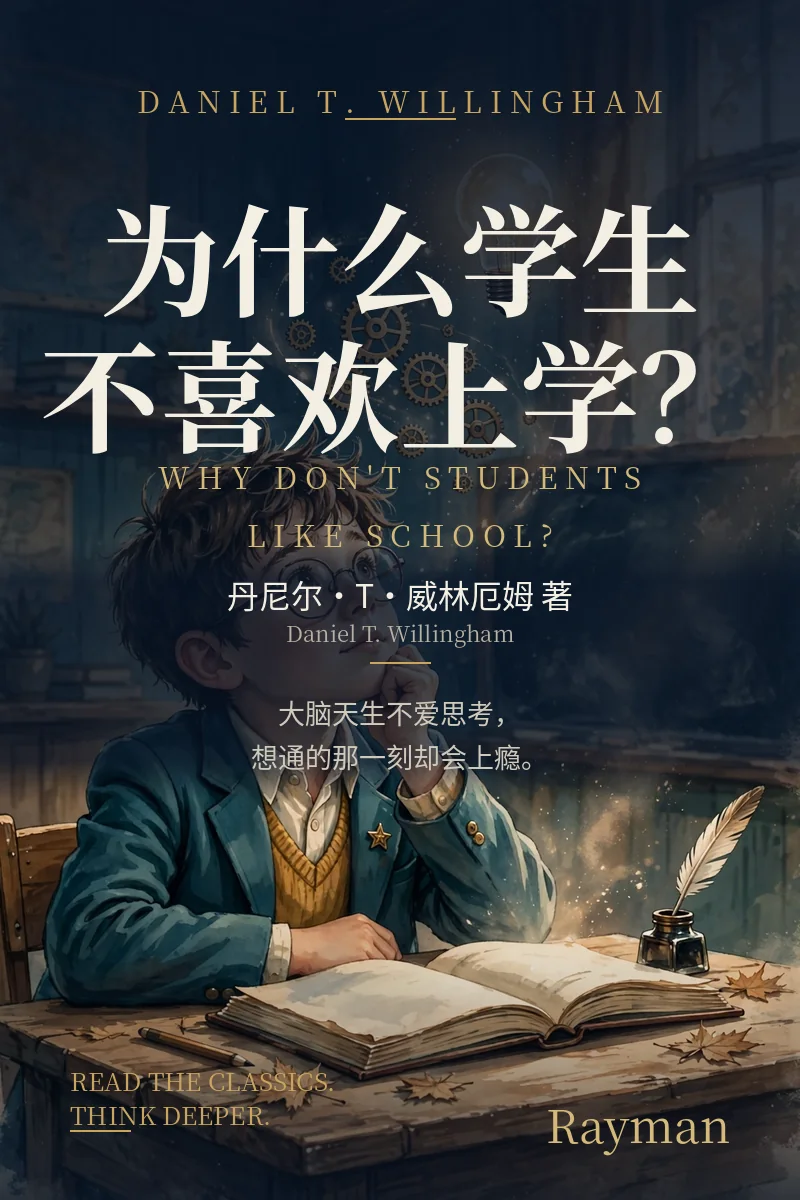 DANIEL T. WILLINGHAM
为什么学生
不喜欢上学？
WHY DON'T STUDENTS
LIKE SCHOOL?
丹尼尔・T・威林厄姆 著
Daniel T. Willingham
大脑天生不爱思考，
想通的那一刻却会上瘾。
READ THE CLASSICS.
THINK DEEPER.
Rayman